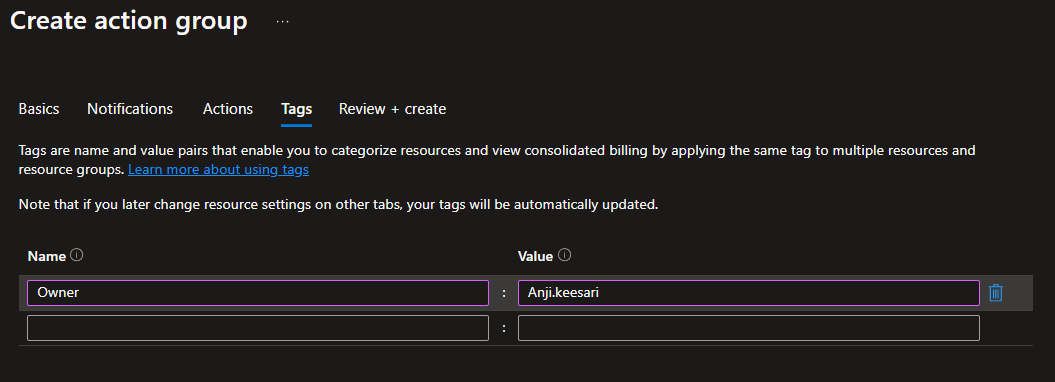 Create action group ...
Basics Notifications Actions Tags Review + create
Tags are name and value pairs that enable you to categorize resources and view consolidated billing by applying the same tag to multiple resources and
resource groups. Learn more about using tags
Note that if you later change resource settings on other tabs, your tags will be automatically updated.
Name Value
Owner : Anji.keesari
: